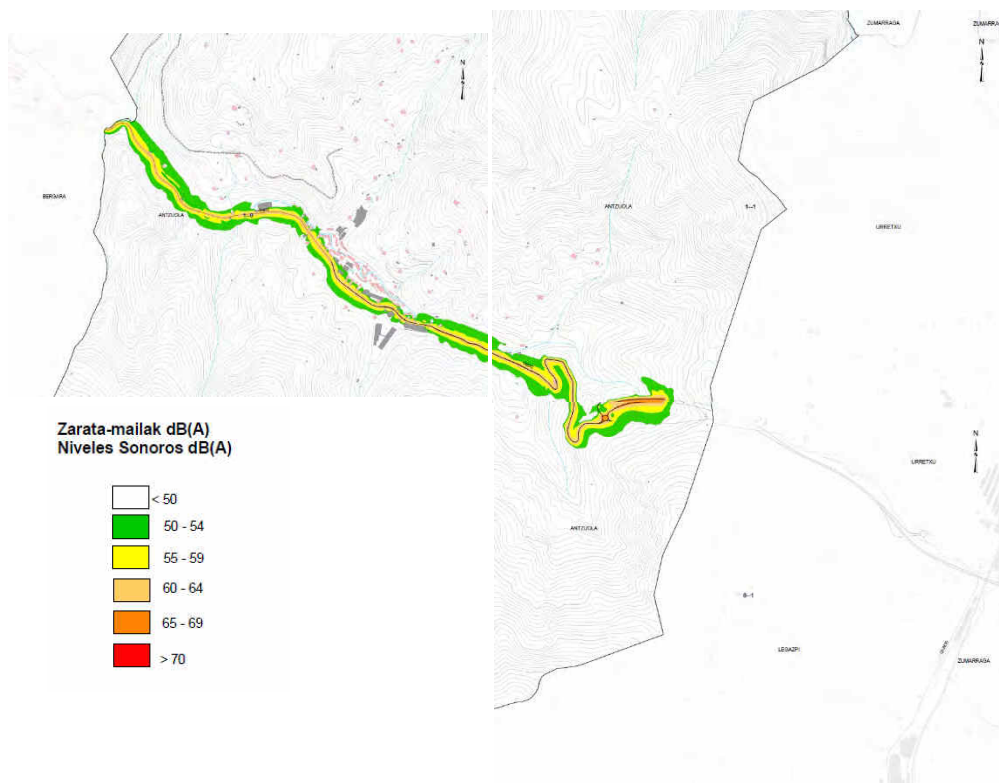 ZUMARRAGA
ZUMARRA
N
N
BERGARA
ANTZUOLA
ANTZUOLA
URRETXU
Zarata-mailak dB(A)
Niveles Sonoros dB(A)
< 50
50 - 54
55 - 59
60 - 64
65 - 69
> 70
N
URRETXU
ANTZUOLA
LEGAZPI
ZUMARRAGA